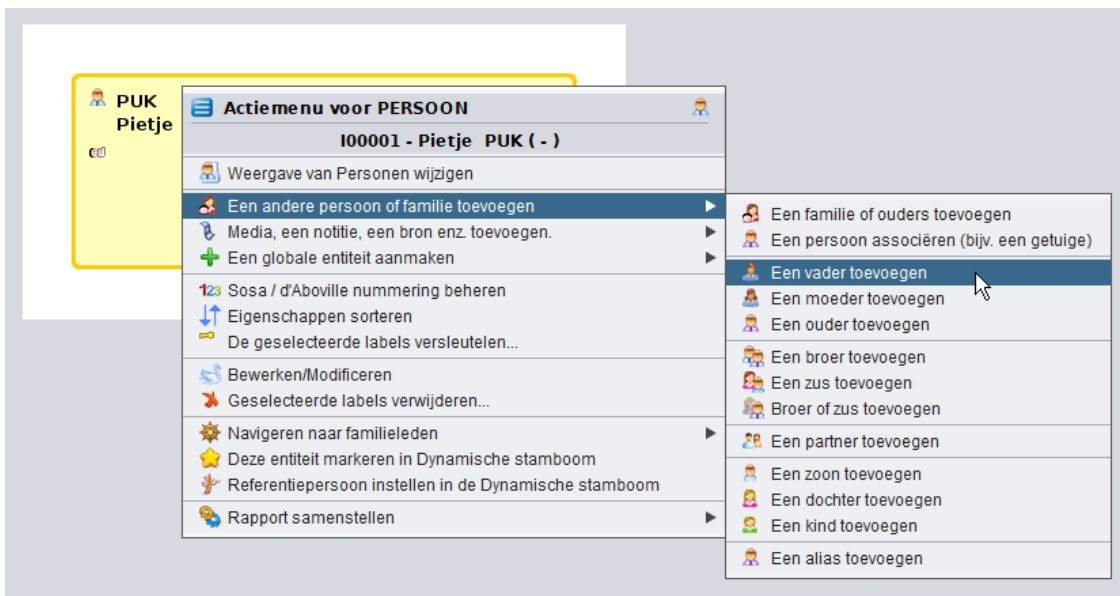 PUK
Pietje
Actiemenu voor PERSOON
I00001 - Pietje PUK ( - )
Weergave van Personen wijzigen
Een andere persoon of familie toevoegen
Media, een notitie, een bron enz. toevoegen.
Een globale entiteit aanmaken
123 Sosa / d'Aboville nummering beheren
Eigenschappen sorteren
De geselecteerde labels versleutelen...
Bewerken/Modificeren
Geselecteerde labels verwijderen...
Navigeren naar familieleden
Deze entiteit markeren in Dynamische stamboom
Referentiepersoon instellen in de Dynamische stamboom
Rapport samenstellen
Een familie of ouders toevoegen
Een persoon associëren (bijv. een getuige)
Een vader toevoegen
Een moeder toevoegen
Een ouder toevoegen
Een broer toevoegen
Een zus toevoegen
Broer of zus toevoegen
Een partner toevoegen
Een zoon toevoegen
Een dochter toevoegen
Een kind toevoegen
Een alias toevoegen